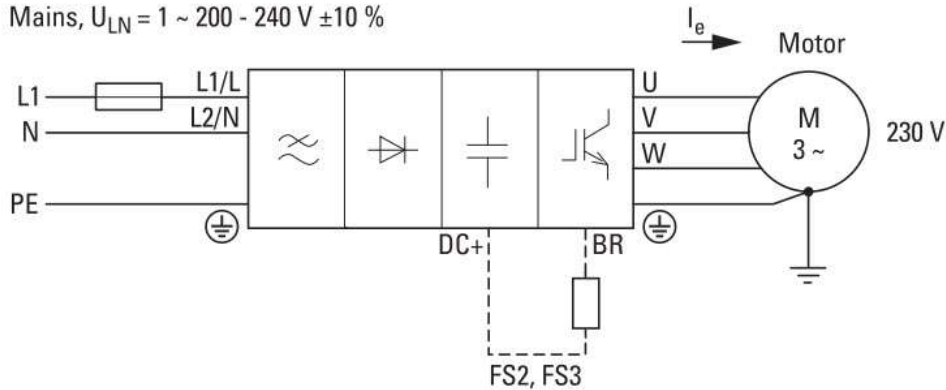 Mains, U_LN = 1 ~ 200 - 240 V ±10 %
I_e
Motor
L1
L1/L
U
N
L2/N
V
M
3 ~
230 V
W
PE
DC+
BR
FS2, FS3